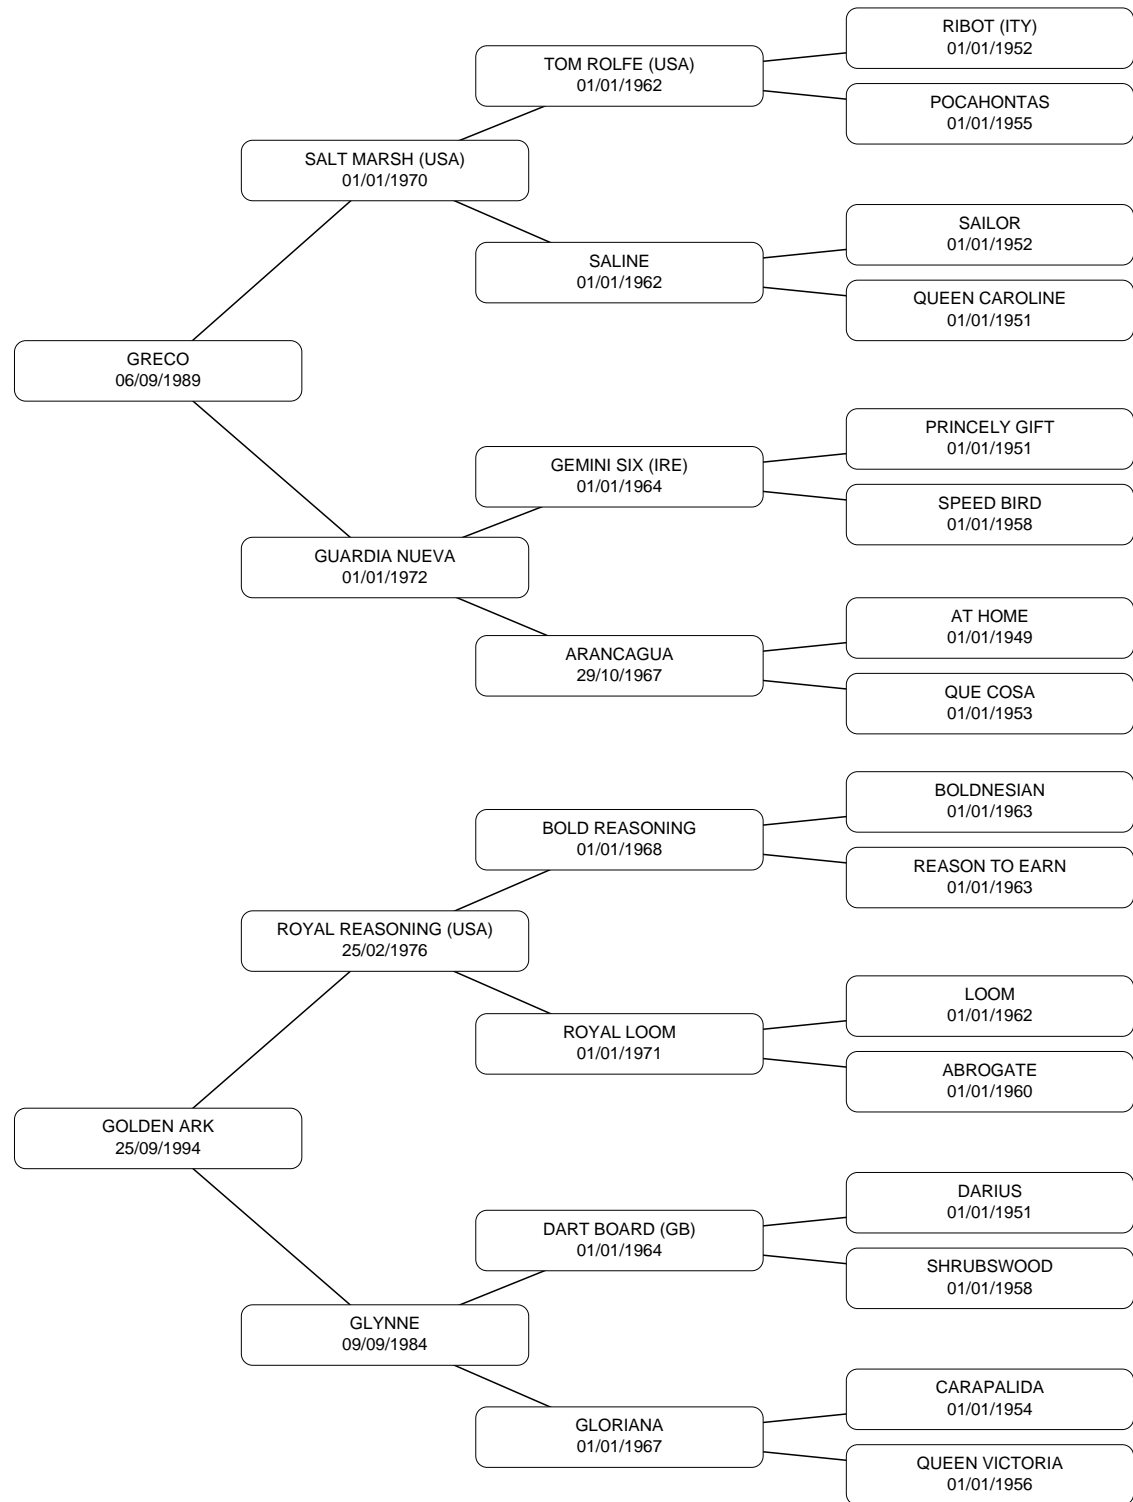 RIBOT (ITY)
01/01/1952
TOM ROLFE (USA)
01/01/1962
POCAHONTAS
01/01/1955
SALT MARSH (USA)
01/01/1970
SAILOR
01/01/1952
SALINE
01/01/1962
QUEEN CAROLINE
01/01/1951
GRECO
06/09/1989
PRINCELY GIFT
01/01/1951
GEMINI SIX (IRE)
01/01/1964
SPEED BIRD
01/01/1958
GUARDIA NUEVA
01/01/1972
AT HOME
01/01/1949
ARANCAGUA
29/10/1967
QUE COSA
01/01/1953
BOLDNESIAN
01/01/1963
BOLD REASONING
01/01/1968
REASON TO EARN
01/01/1963
ROYAL REASONING (USA)
25/02/1976
LOOM
01/01/1962
ROYAL LOOM
01/01/1971
ABROGATE
01/01/1960
GOLDEN ARK
25/09/1994
DARIUS
01/01/1951
DART BOARD (GB)
01/01/1964
SHRUBSWOOD
01/01/1958
GLYNNE
09/09/1984
CARAPALIDA
01/01/1954
GLORIANA
01/01/1967
QUEEN VICTORIA
01/01/1956